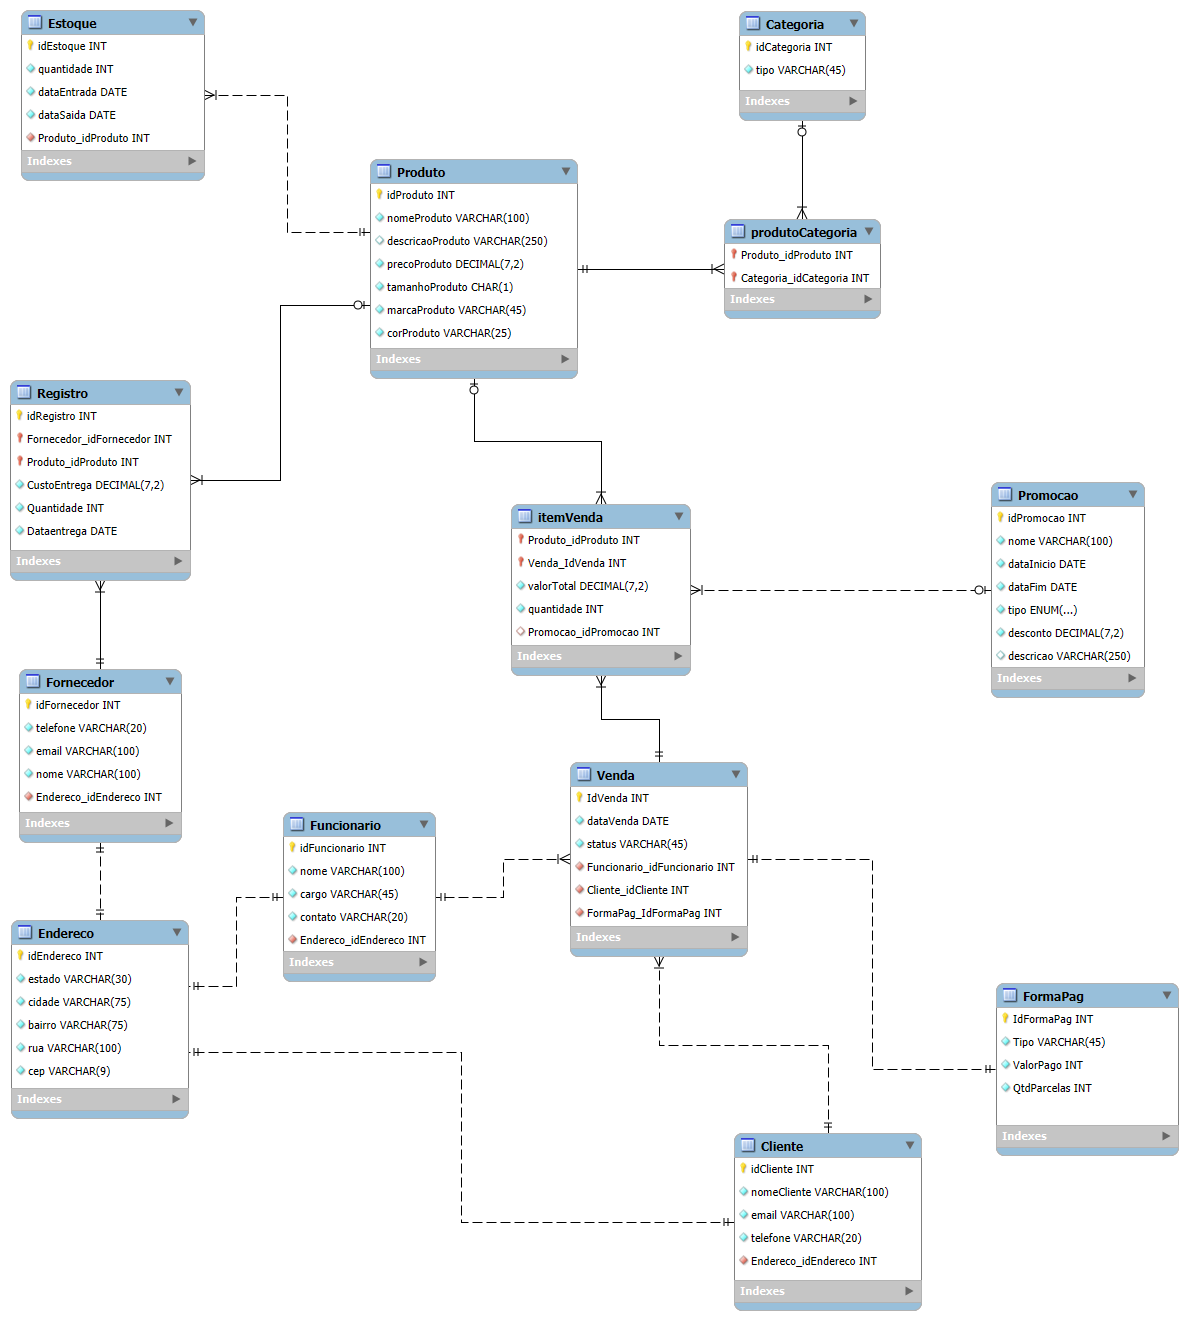 Estoque
idEstoque INT
quantidade INT
dataEntrada DATE
dataSaida DATE
Produto_idProduto INT
Indexes
Categoria
idCategoria INT
tipo VARCHAR(45)
Indexes
Produto
idProduto INT
nomeProduto VARCHAR(100)
descricaoProduto VARCHAR(250)
precoProduto DECIMAL(7,2)
tamanhoProduto CHAR(1)
marcaProduto VARCHAR(45)
corProduto VARCHAR(25)
Indexes
produtoCategoria
Produto_idProduto INT
Categoria_idCategoria INT
Indexes
Registro
idRegistro INT
Fornecedor_idFornecedor INT
Produto_idProduto INT
CustoEntrega DECIMAL(7,2)
Quantidade INT
Dataentrega DATE
Indexes
itemVenda
Produto_idProduto INT
Venda_IdVenda INT
valorTotal DECIMAL(7,2)
quantidade INT
Promocao_idPromocao INT
Indexes
Promocao
idPromocao INT
nome VARCHAR(100)
dataInicio DATE
dataFim DATE
tipo ENUM(...)
desconto DECIMAL(7,2)
descricao VARCHAR(250)
Indexes
Fornecedor
idFornecedor INT
telefone VARCHAR(20)
email VARCHAR(100)
nome VARCHAR(100)
Endereco_idEndereco INT
Indexes
Funcionario
idFuncionario INT
nome VARCHAR(100)
cargo VARCHAR(45)
contato VARCHAR(20)
Endereco_idEndereco INT
Indexes
Venda
IdVenda INT
dataVenda DATE
status VARCHAR(45)
Funcionario_idFuncionario INT
Cliente_idCliente INT
FormaPag_IdFormaPag INT
Indexes
Endereco
idEndereco INT
estado VARCHAR(30)
cidade VARCHAR(75)
bairro VARCHAR(75)
rua VARCHAR(100)
cep VARCHAR(9)
Indexes
FormaPag
IdFormaPag INT
Tipo VARCHAR(45)
ValorPago INT
QtdParcelas INT
Indexes
Cliente
idCliente INT
nomeCliente VARCHAR(100)
email VARCHAR(100)
telefone VARCHAR(20)
Endereco_idEndereco INT
Indexes